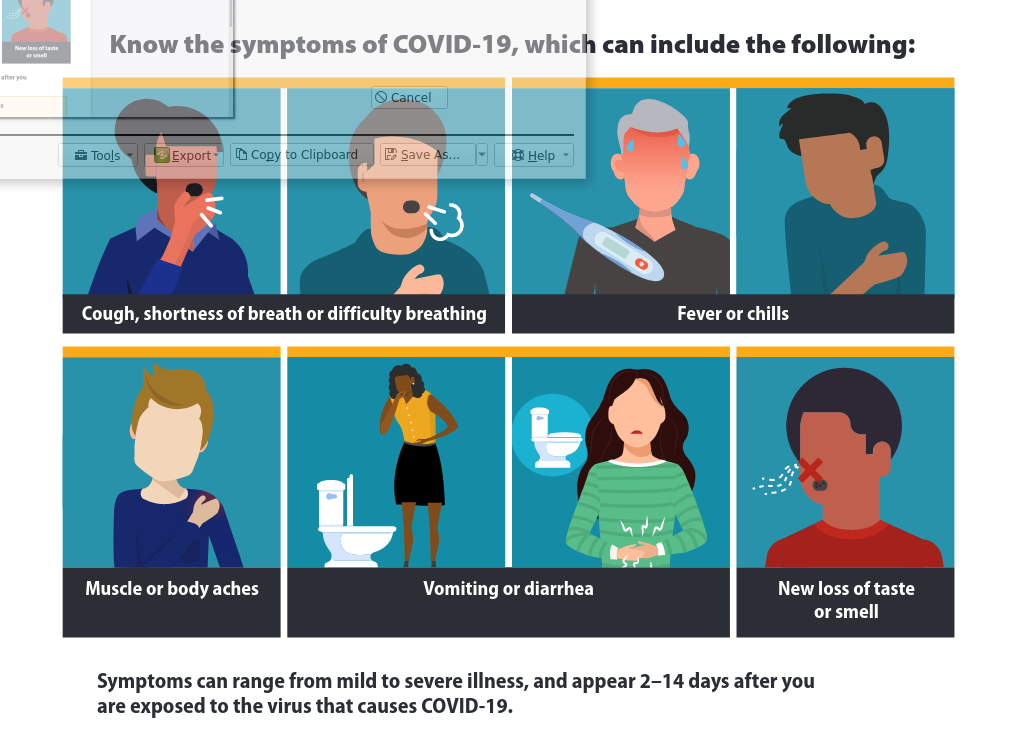 New loss of taste
or smell
after you
Know the symptoms of COVID-19, which can include the following:
Cancel
Tools
Export
Copy to Clipboard
Save As...
Help
Cough, shortness of breath or difficulty breathing
Fever or chills
Muscle or body aches
Vomiting or diarrhea
New loss of taste
or smell
Symptoms can range from mild to severe illness, and appear 2–14 days after you
are exposed to the virus that causes COVID-19.